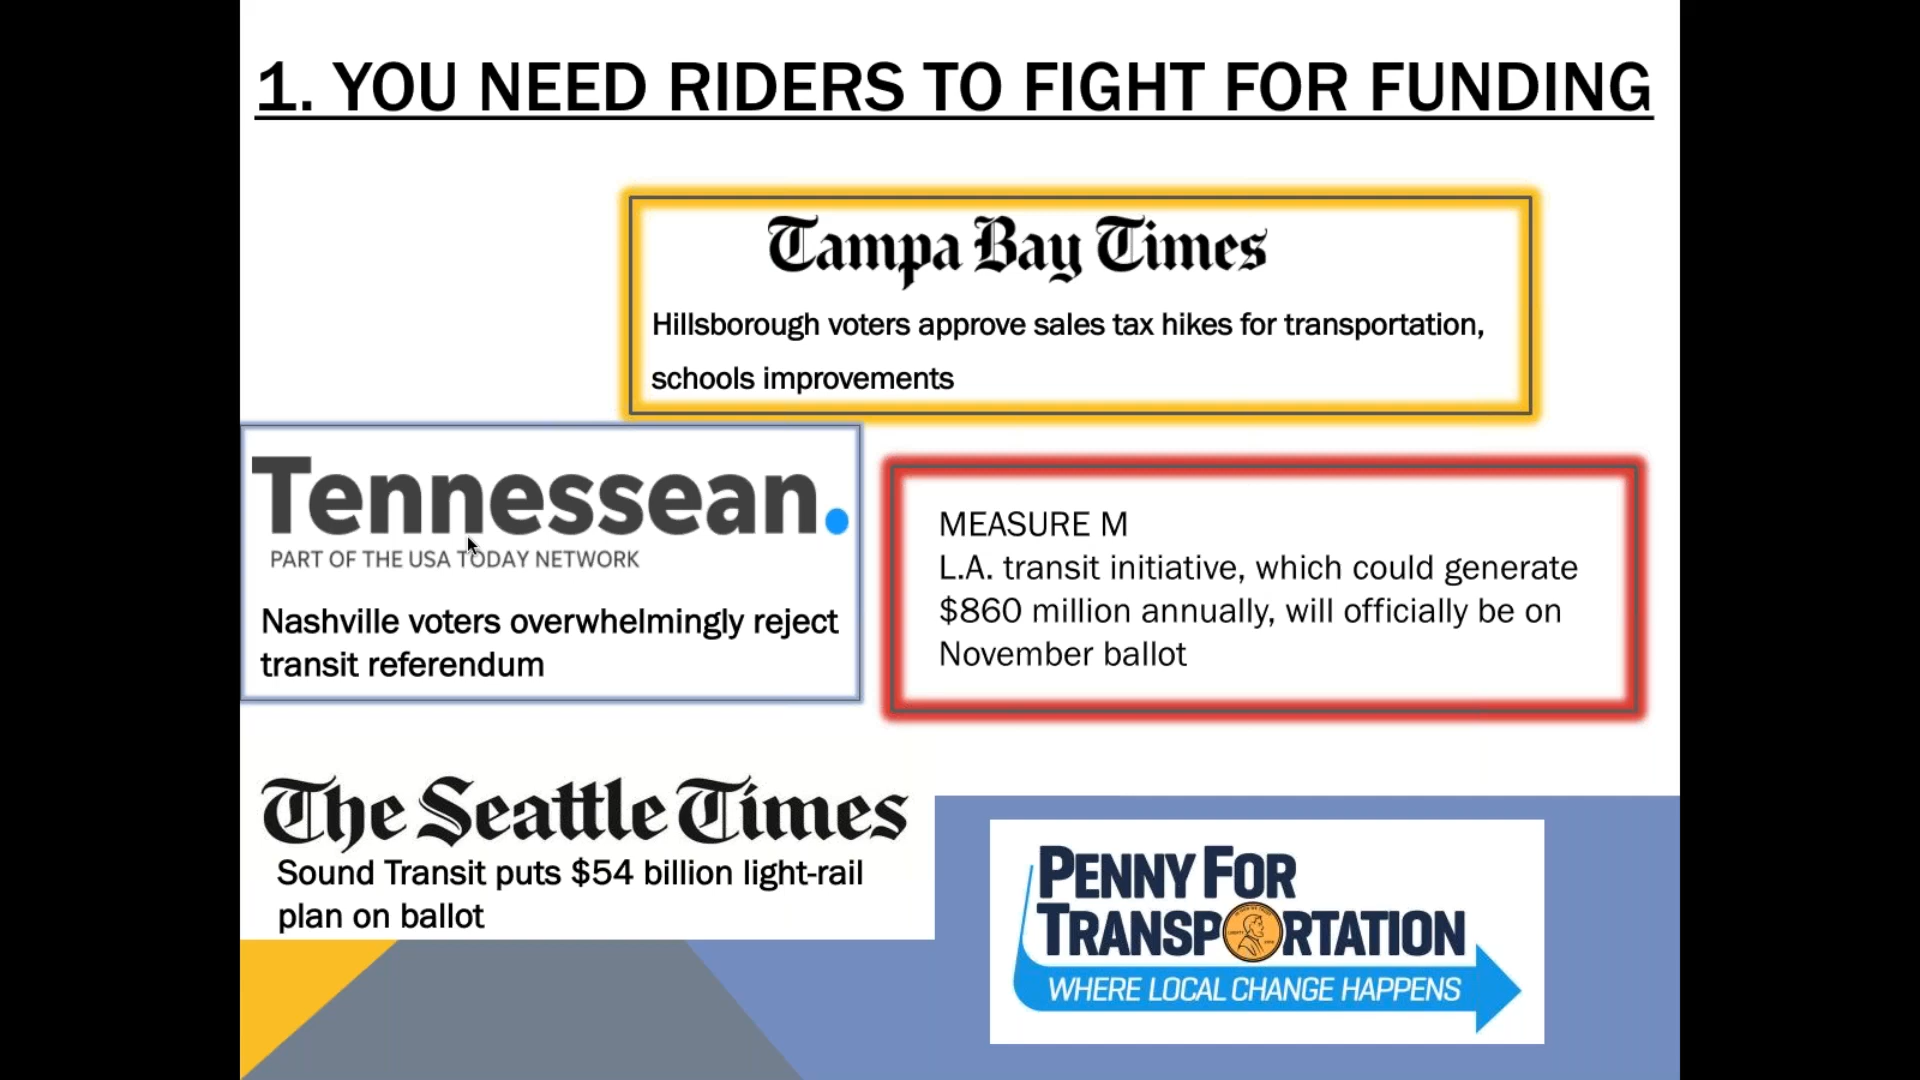 1. YOU NEED RIDERS TO FIGHT FOR FUNDING
Tampa Bay Times
Hillsborough voters approve sales tax hikes for transportation,
schools improvements
Tennessean.
PART OF THE USA TODAY NETWORK
Nashville voters overwhelmingly reject
transit referendum
MEASURE M
L.A. transit initiative, which could generate
$860 million annually, will officially be on
November ballot
The Seattle Times
Sound Transit puts $54 billion light-rail
plan on ballot
PENNY FOR
TRANSPORTATION
WHERE LOCAL CHANGE HAPPENS